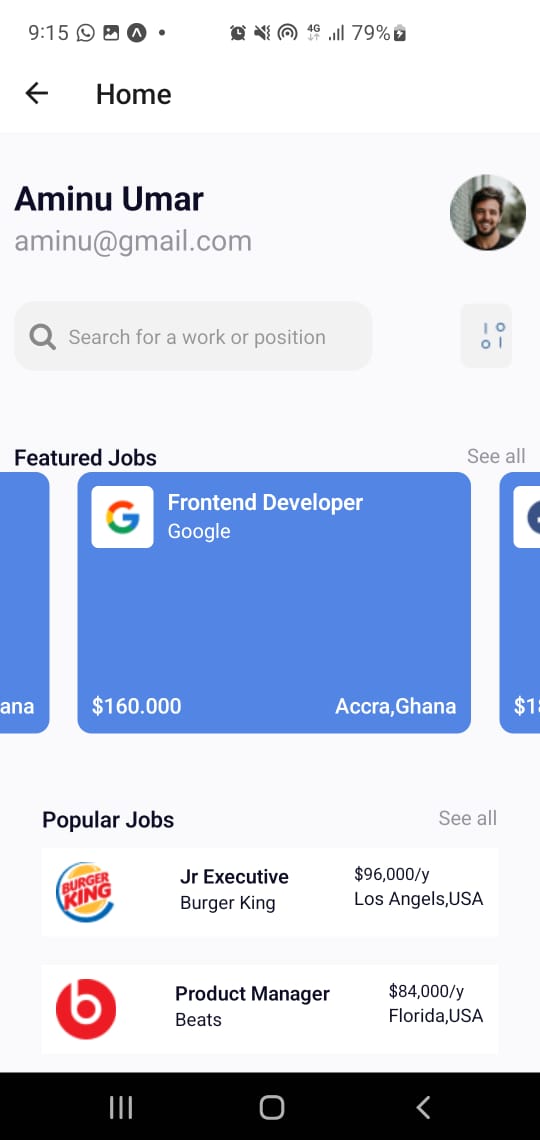 9:15
4G
79%
Home
Aminu Umar
aminu@gmail.com
Search for a work or position
Featured Jobs
See all
Frontend Developer
Google
ana
$160.000
Accra,Ghana
$18
Popular Jobs
See all
BURGER
KING
Jr Executive
$96,000/y
Burger King
Los Angels,USA
Product Manager
$84,000/y
Beats
Florida,USA